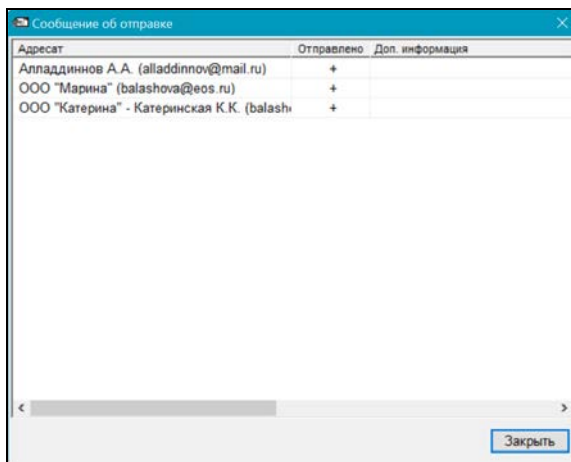 Сообщение об отправке
Адресат Отправлено Доп. информация
Алладдиннов А.А. (alladdinnov@mail.ru) +
ООО "Марина" (balashova@eos.ru) +
ООО "Катерина" - Катеринская К.К. (balash +
Закрыть